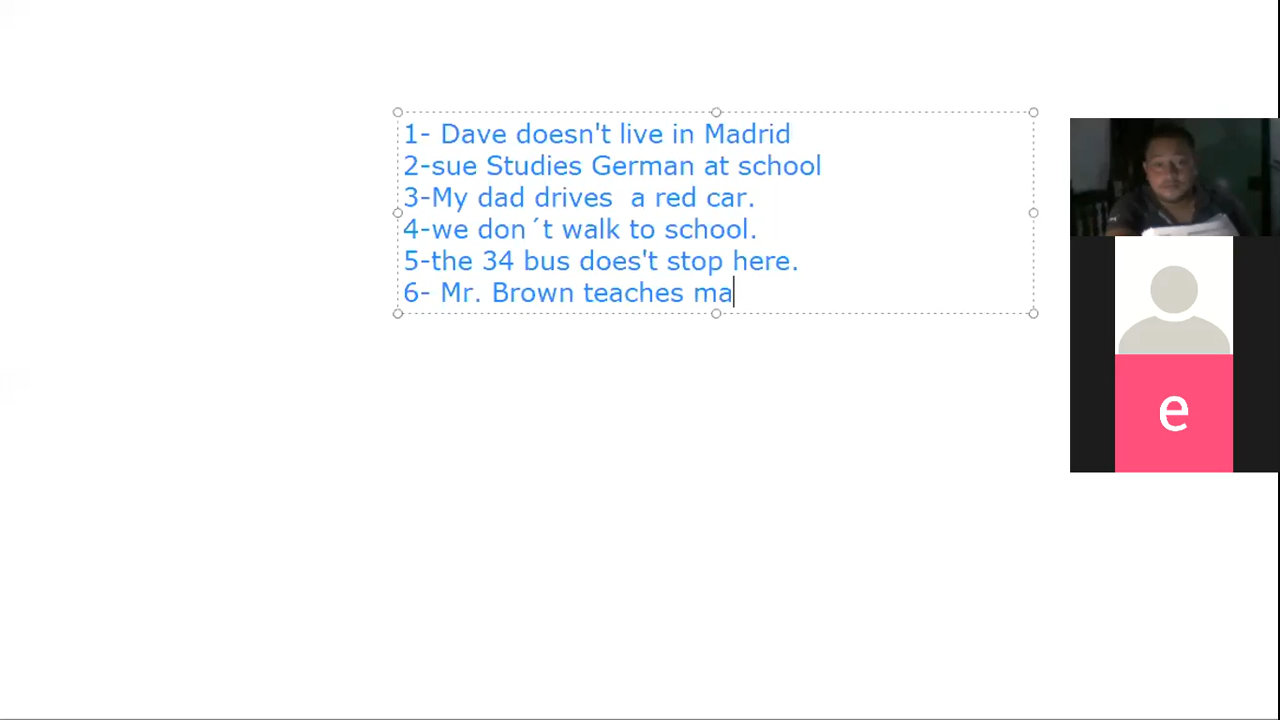 1- Dave doesn't live in Madrid
2-sue Studies German at school
3-My dad drives  a red car.
4-we don´t walk to school.
5-the 34 bus does't stop here.
6- Mr. Brown teaches ma
e